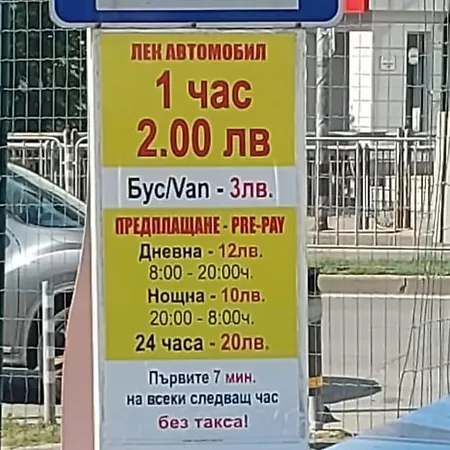 ЛЕК АВТОМОБИЛ
1 час
2.00 лв
Бус/Van - 3лв.
ПРЕДПЛАЩАНЕ - PRE-PAY
Дневна - 12лв.
8:00 - 20:00ч.
Нощна - 10лв.
20:00 - 8:00ч.
24 часа - 20лв.
Първите 7 мин.
на всеки следващ час
без такса!